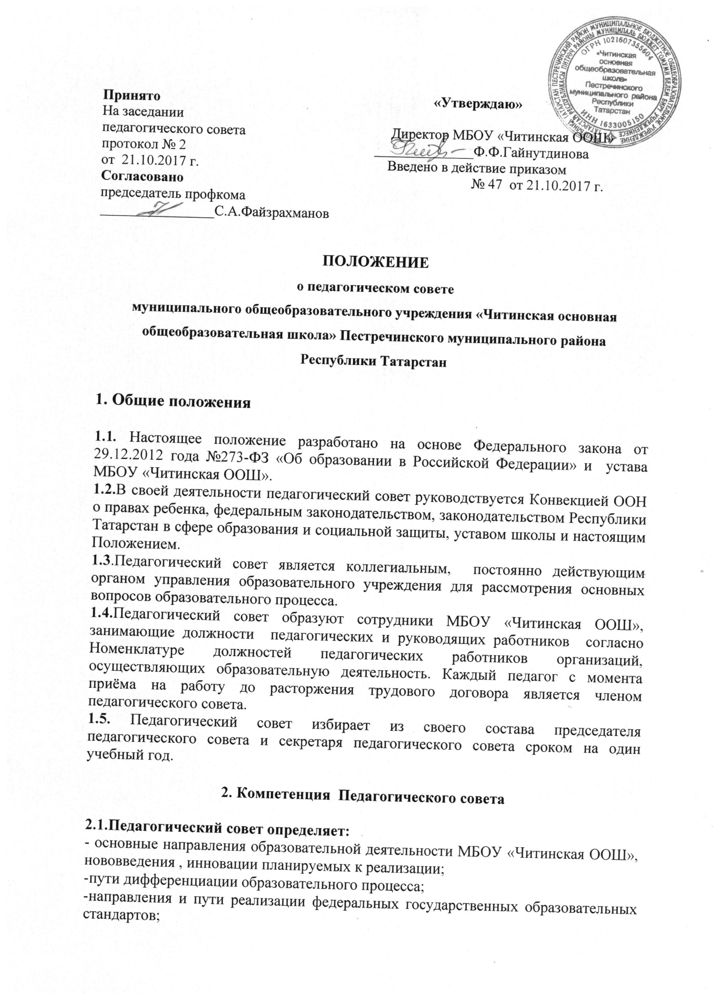 Принято
На заседании
педагогического совета
протокол № 2
от 21.10.2017 г.
Согласовано
председатель профкома
________________С.А.Файзрахманов
«Утверждаю»
Директор МБОУ «Читинская ООШ»
______________Ф.Ф.Гайнутдинова
Введено в действие приказом
№ 47 от 21.10.2017 г.
ОГРН 1021607355604
«Читинская
основная
общеобразовательная
школа»
Пестречинского
муниципального района
Республики
Татарстан
ИНН 1633005150
ПОЛОЖЕНИЕ
о педагогическом совете
муниципального общеобразовательного учреждения «Читинская основная
общеобразовательная школа» Пестречинского муниципального района
Республики Татарстан
1. Общие положения
1.1. Настоящее положение разработано на основе Федерального закона от
29.12.2012 года №273-ФЗ «Об образовании в Российской Федерации» и устава
МБОУ «Читинская ООШ».
1.2.В своей деятельности педагогический совет руководствуется Конвекцией ООН
о правах ребенка, федеральным законодательством, законодательством Республики
Татарстан в сфере образования и социальной защиты, уставом школы и настоящим
Положением.
1.3.Педагогический совет является коллегиальным, постоянно действующим
органом управления образовательного учреждения для рассмотрения основных
вопросов образовательного процесса.
1.4.Педагогический совет образуют сотрудники МБОУ «Читинская ООШ»,
занимающие должности педагогических и руководящих работников согласно
Номенклатуре должностей педагогических работников организаций,
осуществляющих образовательную деятельность. Каждый педагог с момента
приёма на работу до расторжения трудового договора является членом
педагогического совета.
1.5. Педагогический совет избирает из своего состава председателя
педагогического совета и секретаря педагогического совета сроком на один
учебный год.
2. Компетенция Педагогического совета
2.1.Педагогический совет определяет:
- основные направления образовательной деятельности МБОУ «Читинская ООШ»,
нововведения , инновации планируемых к реализации;
-пути дифференциации образовательного процесса;
-направления и пути реализации федеральных государственных образовательных
стандартов;